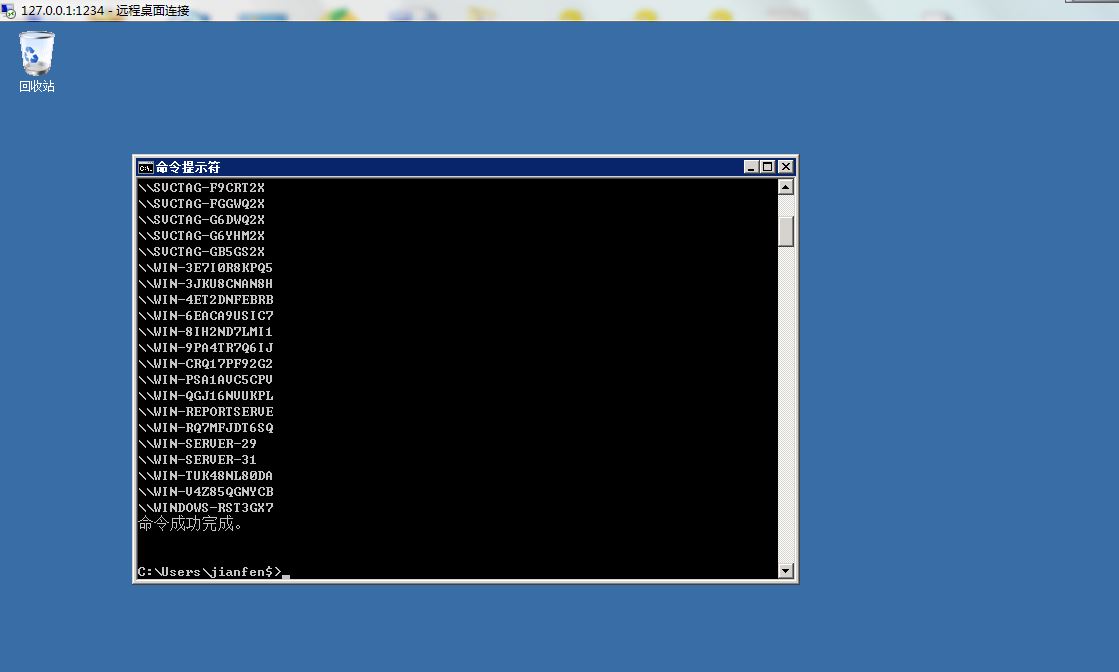 127.0.0.1:1234 - 远程桌面连接
回收站
C:\. 命令提示符
\\SVCTAG-F9CRT2X
\\SVCTAG-FGGWQ2X
\\SVCTAG-G6DWQ2X
\\SVCTAG-G6YHM2X
\\SVCTAG-GB5GS2X
\\WIN-3E7I0R8KPQ5
\\WIN-3JKU8CNAN8H
\\WIN-4ET2DNFEBRB
\\WIN-6EACA9USIC7
\\WIN-8IH2ND7LMI1
\\WIN-9PA4TR7Q6IJ
\\WIN-CRQ17PF92G2
\\WIN-PSA1AVC5CPV
\\WIN-QGJ16NVUKPL
\\WIN-REPORTSERVE
\\WIN-RQ7MFJDT6SQ
\\WIN-SERVER-29
\\WIN-SERVER-31
\\WIN-TUK48NL80DA
\\WIN-V4Z85QGNYCB
\\WINDOWS-RST3GX7
命令成功完成。
C:\Users\jianfen$>